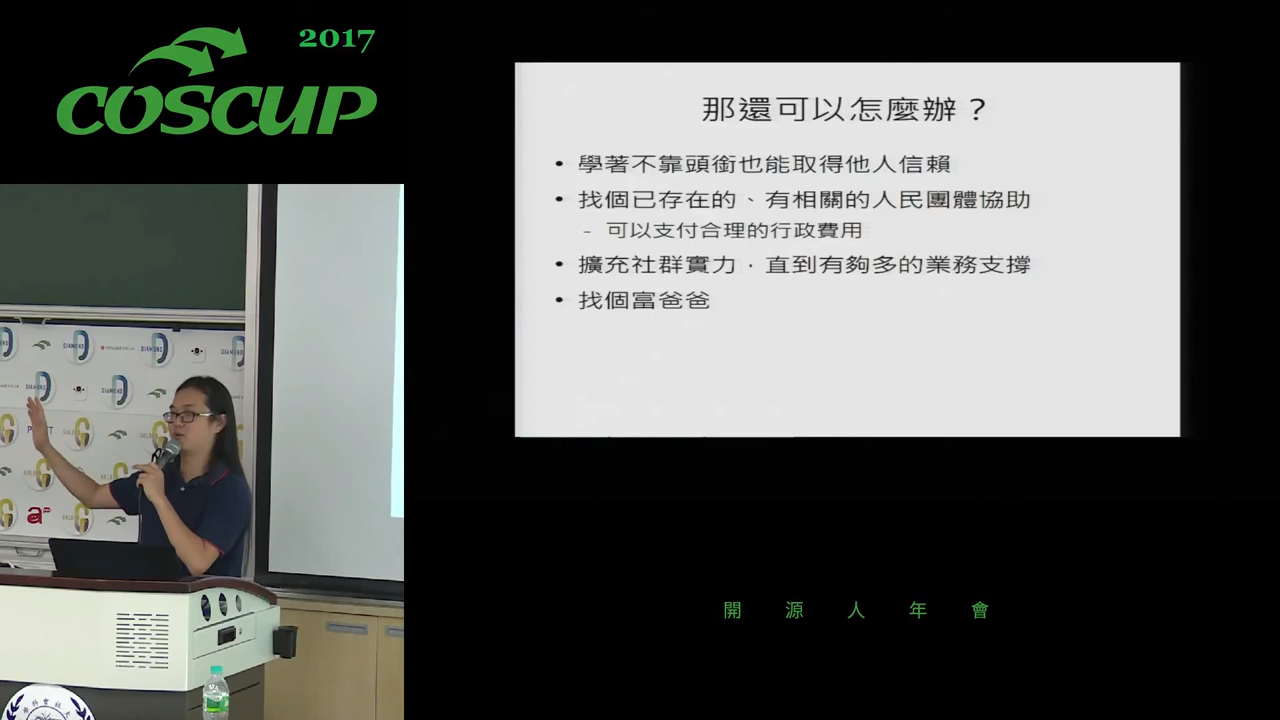 2017
COSCUP
那還可以怎麼辦？
• 學著不靠頭銜也能取得他人信賴
• 找個已存在的、有相關的人民團體協助
- 可以支付合理的行政費用
• 擴充社群實力，直到有夠多的業務支撐
• 找個富爸爸
DIAMOND
DIAMOND
DIAMOND
開源人年會